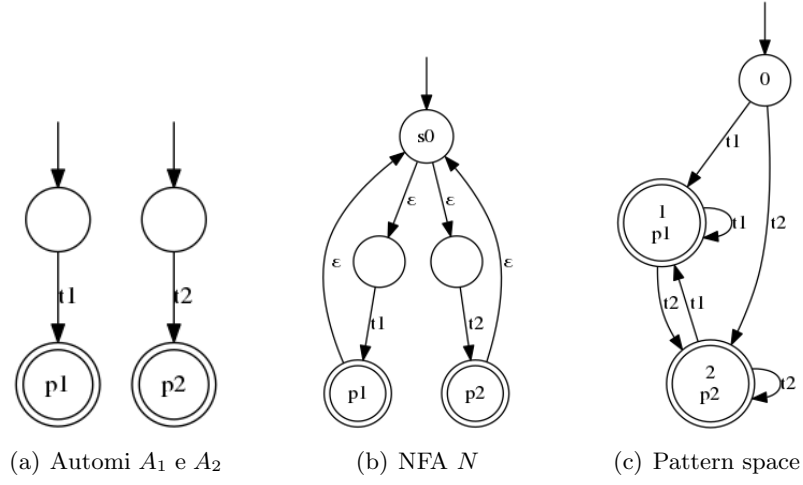 t1
p1
t2
p2
(a) Automi A₁ e A₂
s0
ε
ε
ε
ε
t1
t2
p1
p2
(b) NFA N
0
t1
t2
1
p1
t1
t2
t1
2
p2
t2
(c) Pattern space